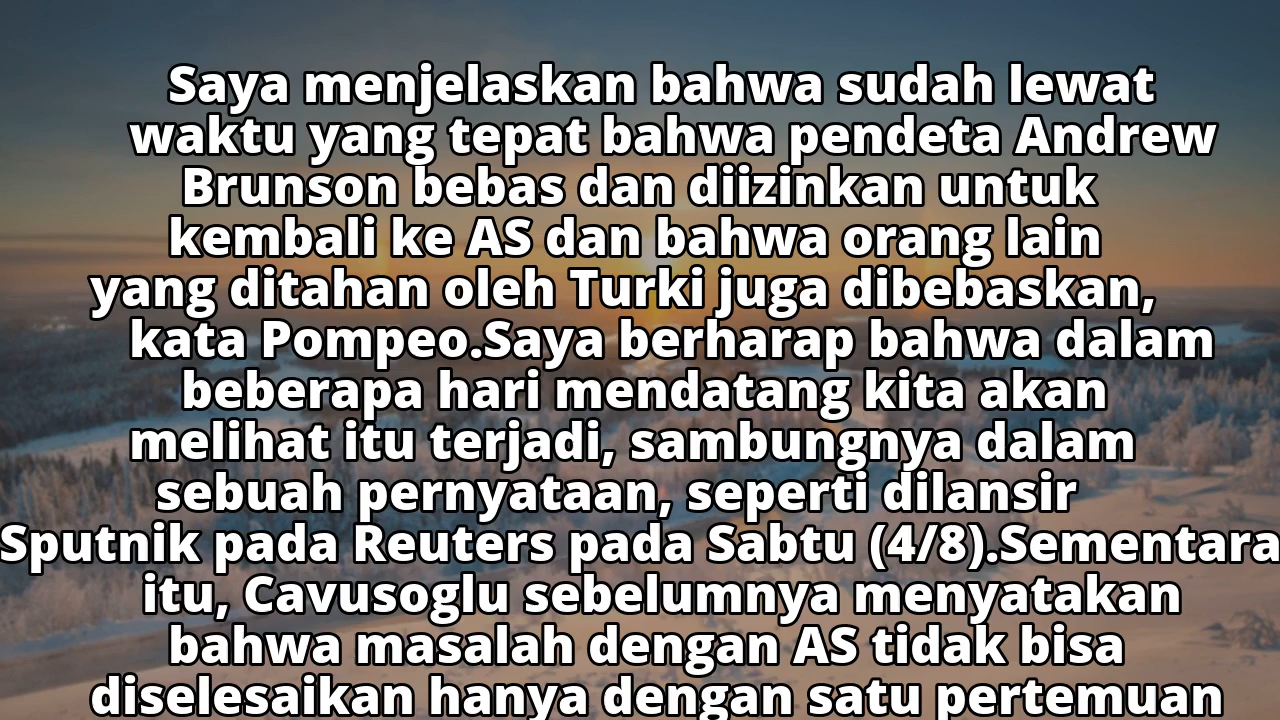 Saya menjelaskan bahwa sudah lewat
waktu yang tepat bahwa pendeta Andrew
Brunson bebas dan diizinkan untuk
kembali ke AS dan bahwa orang lain
yang ditahan oleh Turki juga dibebaskan,
kata Pompeo.Saya berharap bahwa dalam
beberapa hari mendatang kita akan
melihat itu terjadi, sambungnya dalam
sebuah pernyataan, seperti dilansir
Sputnik pada Reuters pada Sabtu (4/8).Sementara
itu, Cavusoglu sebelumnya menyatakan
bahwa masalah dengan AS tidak bisa
diselesaikan hanya dengan satu pertemuan